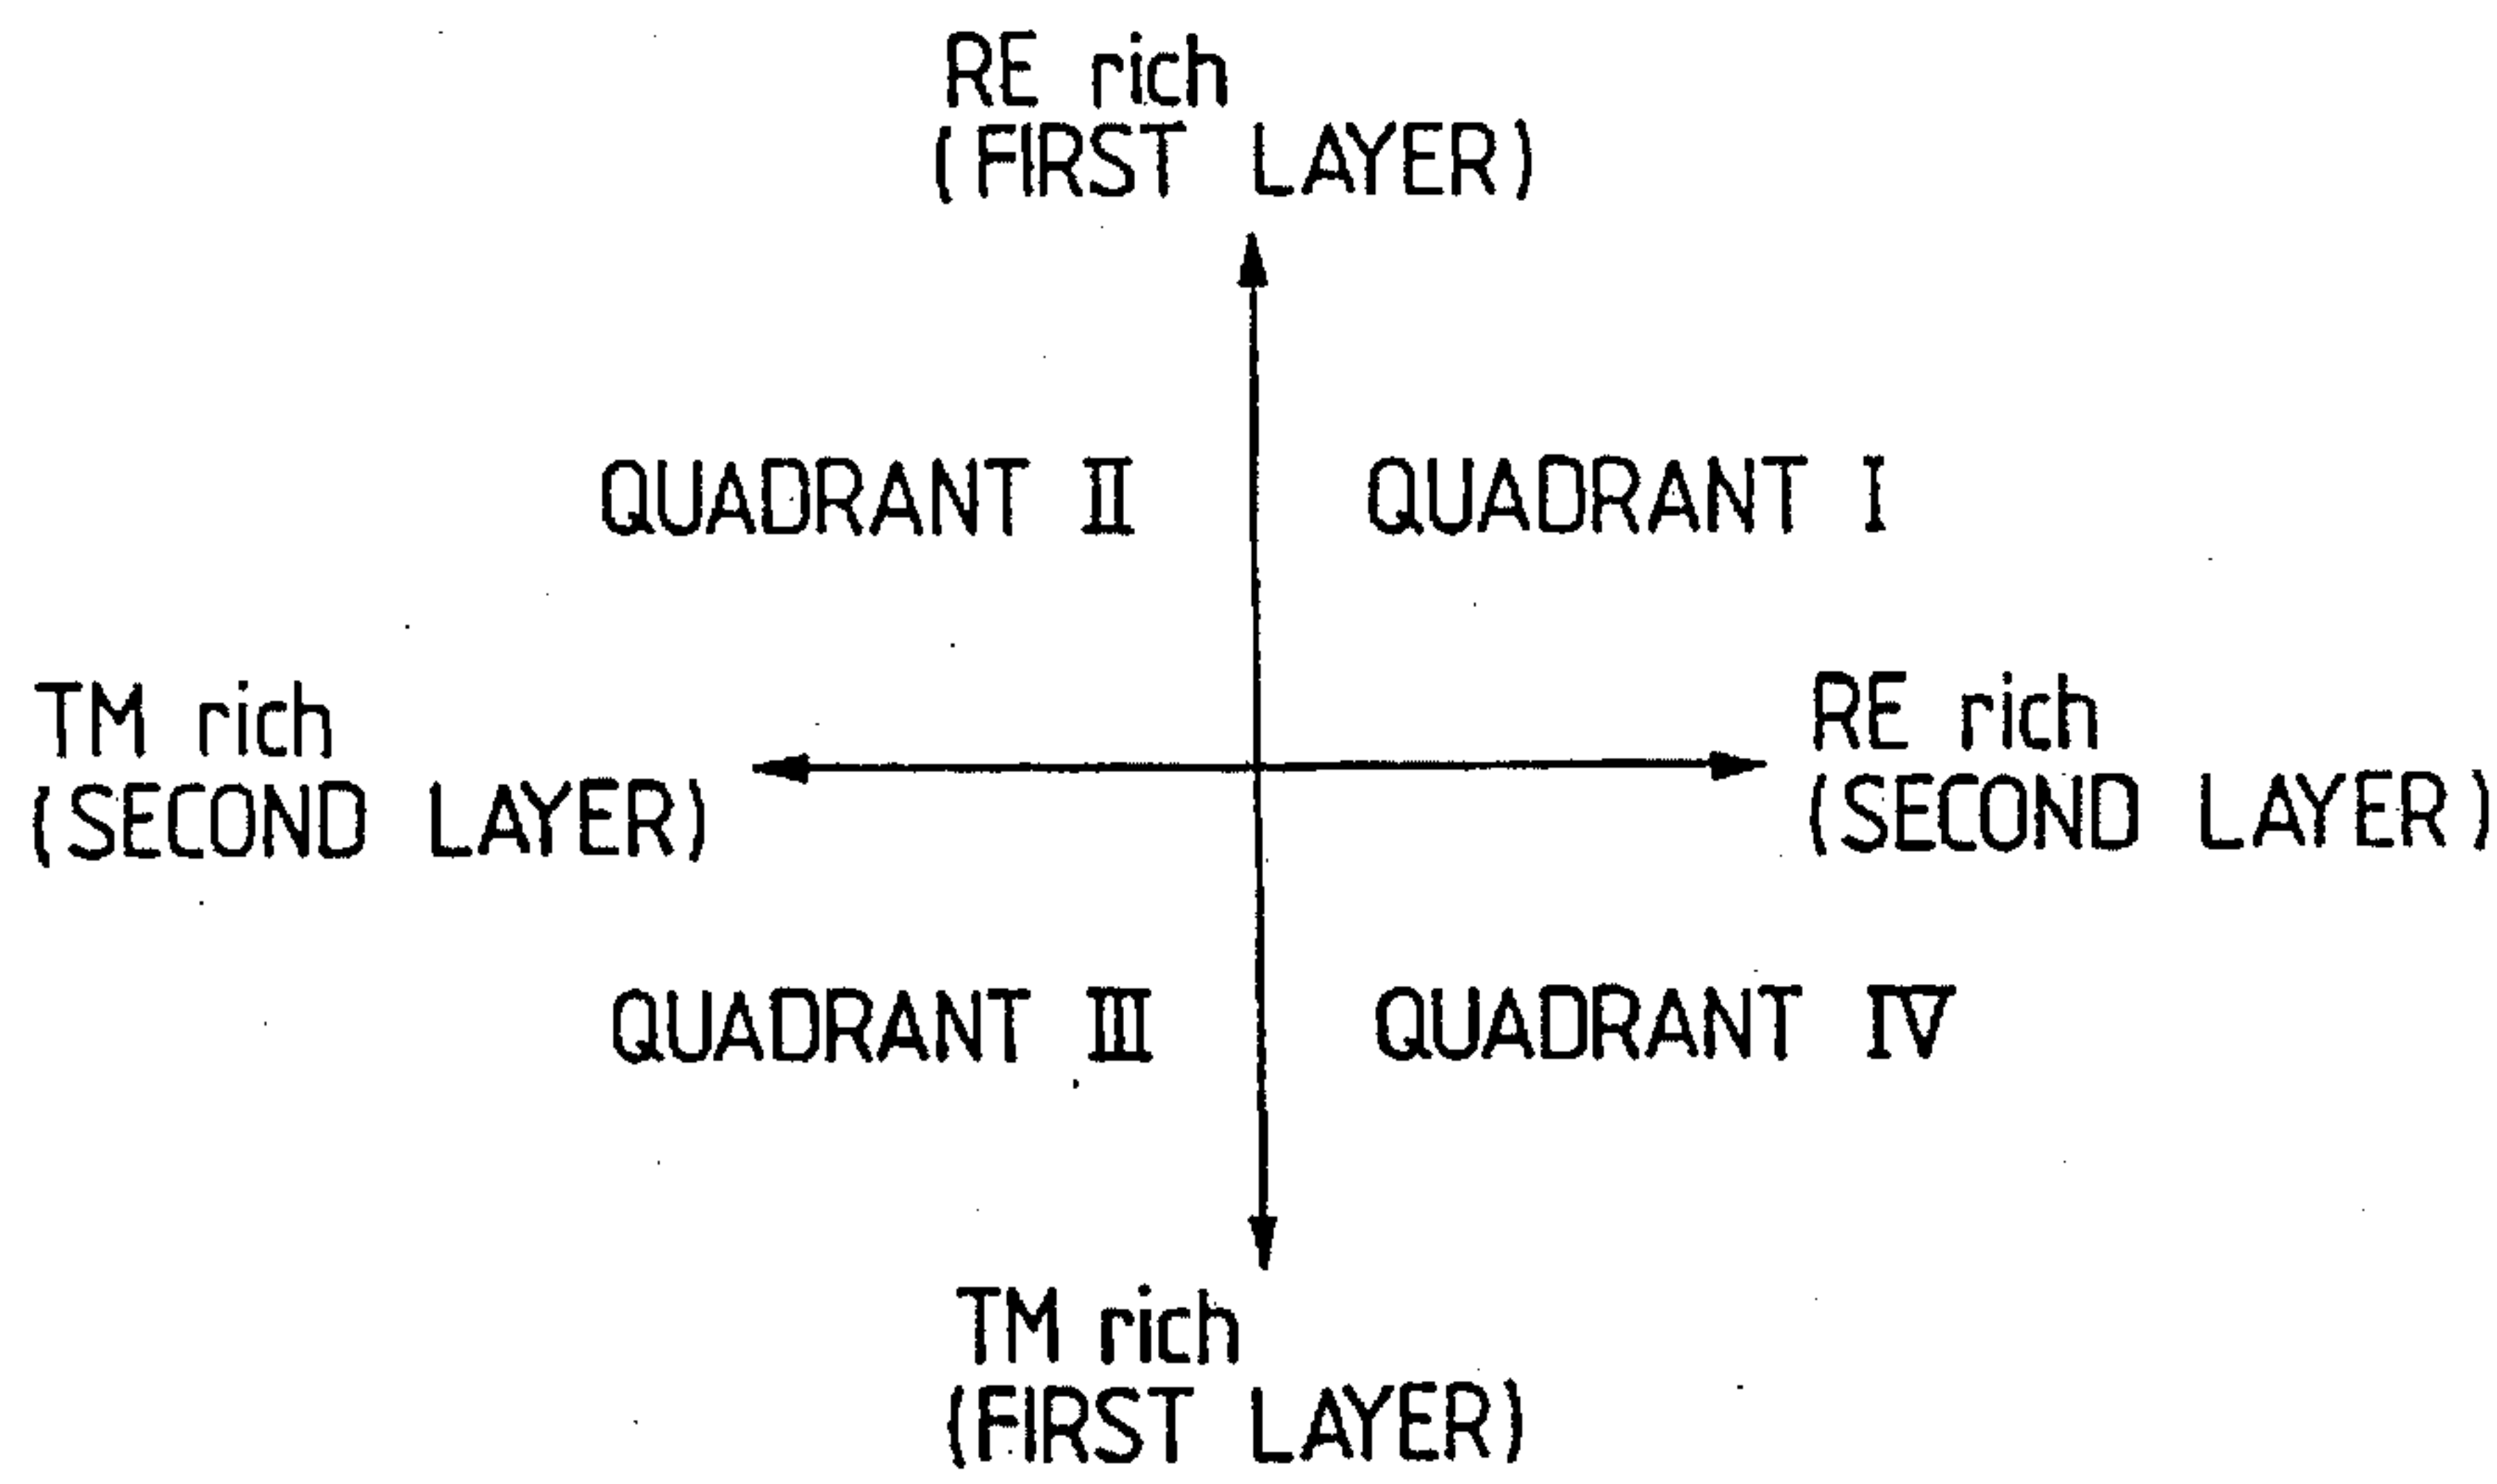 RE rich
(FIRST LAYER)
QUADRANT II
QUADRANT I
TM rich
(SECOND LAYER)
RE rich
(SECOND LAYER)
QUADRANT III
QUADRANT IV
TM rich
(FIRST LAYER)